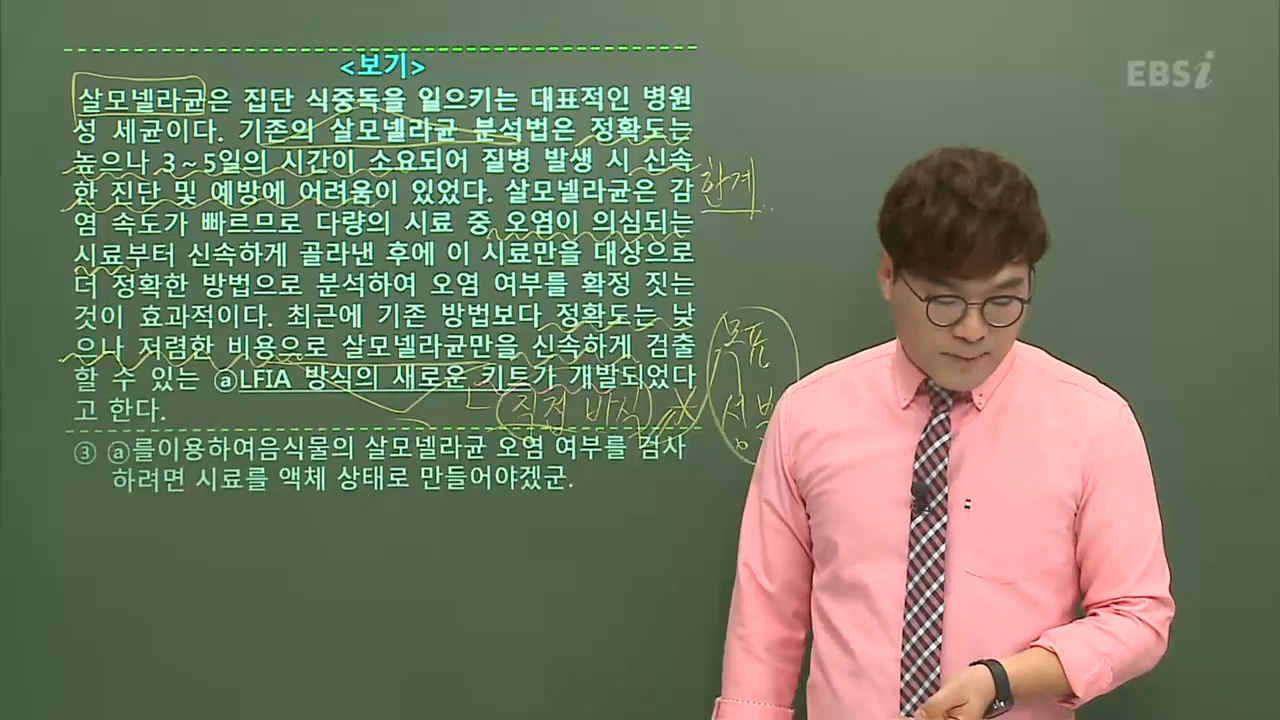 <보기>
EBSi
살모넬라균은 집단 식중독을 일으키는 대표적인 병원
성 세균이다. 기존의 살모넬라균 분석법은 정확도는
높으나 3~5일의 시간이 소요되어 질병 발생 시 신속
한 진단 및 예방에 어려움이 있었다. 살모넬라균은 감
한계
염 속도가 빠르므로 다량의 시료 중 오염이 의심되는
시료부터 신속하게 골라낸 후에 이 시료만을 대상으로
더 정확한 방법으로 분석하여 오염 여부를 확정 짓는
것이 효과적이다. 최근에 기존 방법보다 정확도는 낮
으나 저렴한 비용으로 살모넬라균만을 신속하게 검출
할 수 있는 ⓐLFIA 방식의 새로운 키트가 개발되었다
고 한다.
직접 방식
③ ⓐ를이용하여음식물의 살모넬라균 오염 여부를 검사
하려면 시료를 액체 상태로 만들어야겠군.